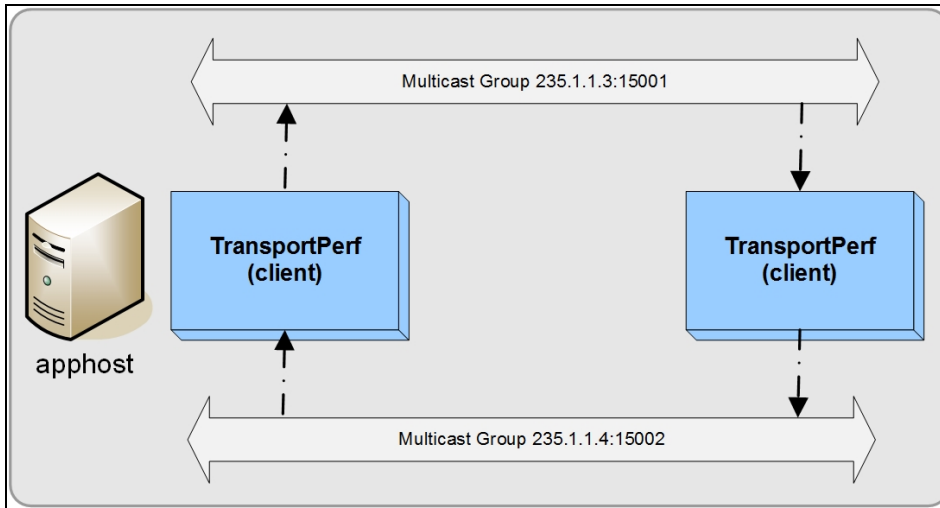 Multicast Group 235.1.1.3:15001
TransportPerf
(client)
TransportPerf
(client)
apphost
Multicast Group 235.1.1.4:15002